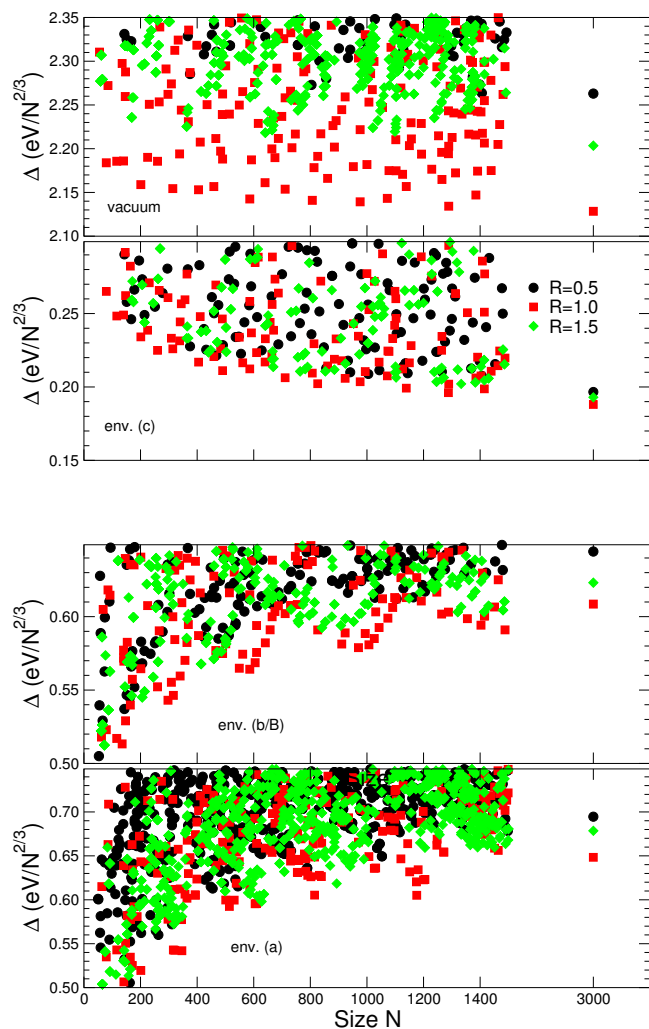 2.35
2.30
2.25
2.20
2.15
2.10
Δ (eV/N^2/3)
vacuum
0.25
0.20
0.15
Δ (eV/N^2/3)
R=0.5
R=1.0
R=1.5
env. (c)
0.60
0.55
0.50
Δ (eV/N^2/3)
env. (b/B)
Size
0.70
0.65
0.60
0.55
0.50
Δ (eV/N^2/3)
env. (a)
0 200 400 600 800 1000 1200 1400 3000
Size N